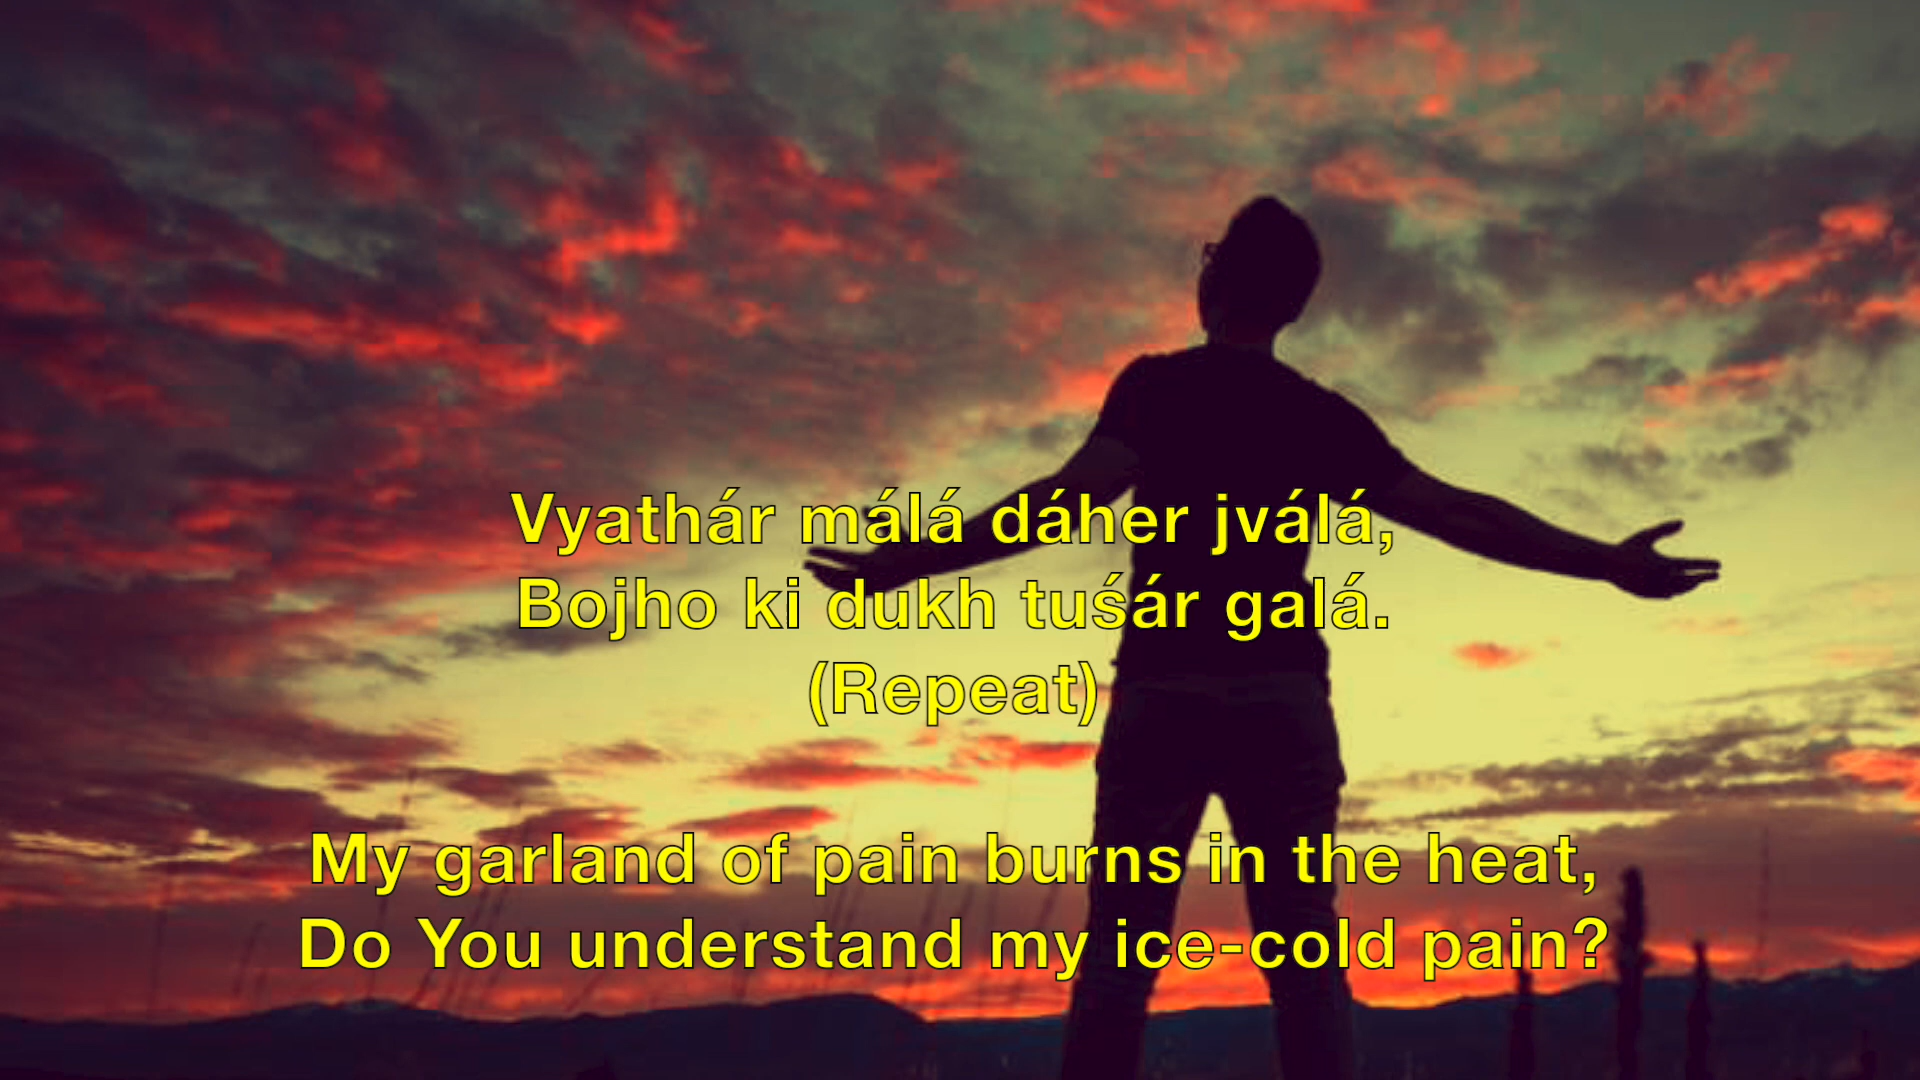 Vyathár málá dáher jválá,
Bojho ki dukh tuśár galá.
(Repeat)
My garland of pain burns in the heat,
Do You understand my ice-cold pain?